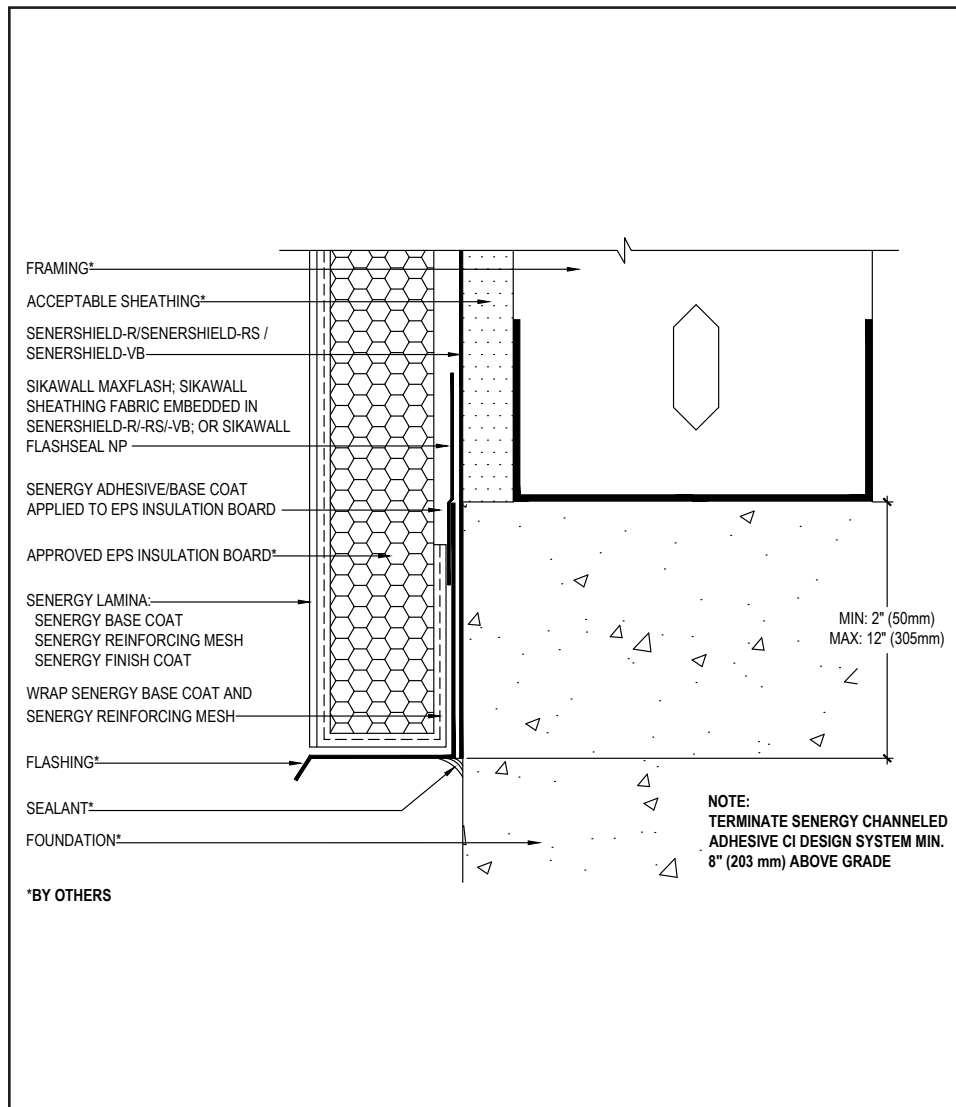 FRAMING*
ACCEPTABLE SHEATHING*
SENERSHIELD-R/SENERSHIELD-RS /
SENERSHIELD-VB
SIKAWALL MAXFLASH; SIKAWALL
SHEATHING FABRIC EMBEDDED IN
SENERSHIELD-R/-RS/-VB; OR SIKAWALL
FLASHSEAL NP
SENERGY ADHESIVE/BASE COAT
APPLIED TO EPS INSULATION BOARD
APPROVED EPS INSULATION BOARD*
SENERGY LAMINA:
SENERGY BASE COAT
SENERGY REINFORCING MESH
SENERGY FINISH COAT
WRAP SENERGY BASE COAT AND
SENERGY REINFORCING MESH
FLASHING*
SEALANT*
FOUNDATION*
*BY OTHERS
MIN: 2" (50mm)
MAX: 12" (305mm)
NOTE:
TERMINATE SENERGY CHANNELED
ADHESIVE CI DESIGN SYSTEM MIN.
8" (203 mm) ABOVE GRADE